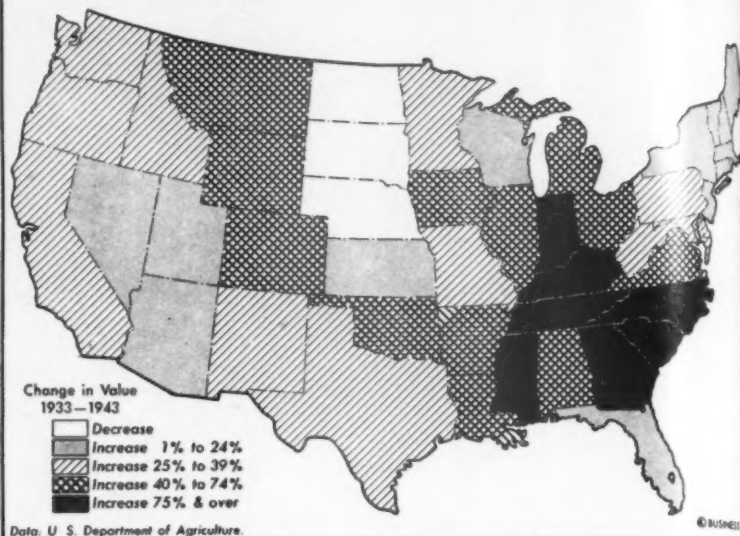 Change in Value
1933—1943
Decrease
Increase 1% to 24%
Increase 25% to 39%
Increase 40% to 74%
Increase 75% & over
Data: U. S. Department of Agriculture.
© BUSINESS